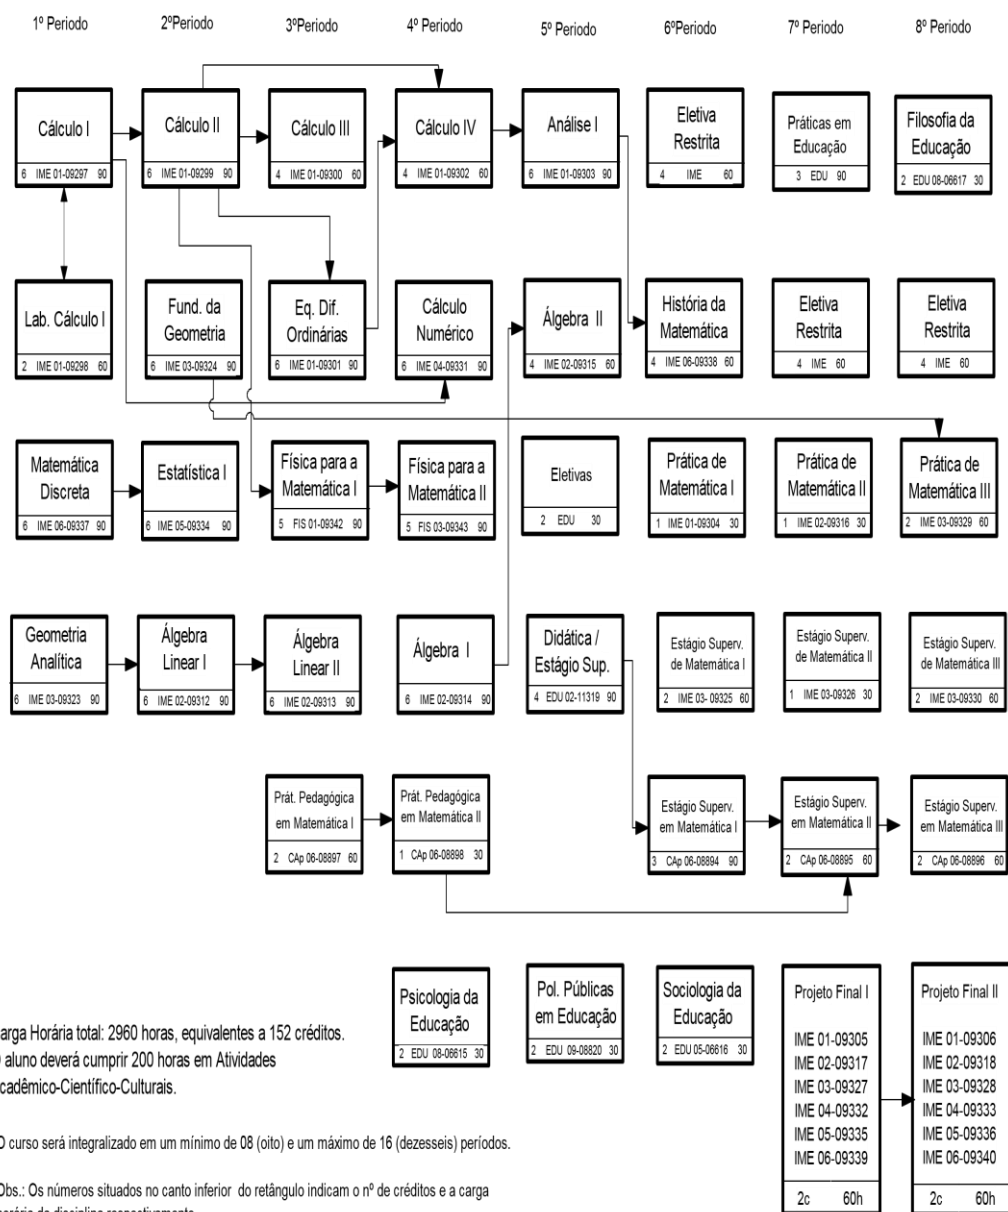 1º Periodo
2ºPeriodo
3ºPeriodo
4º Periodo
5º Periodo
6ºPeriodo
7º Periodo
8º Periodo
Cálculo I
6 IME 01-09297 90
Cálculo II
6 IME 01-09299 90
Cálculo III
4 IME 01-09300 60
Cálculo IV
4 IME 01-09302 60
Análise I
6 IME 01-09303 90
Eletiva
Restrita
4 IME 60
Práticas em
Educação
3 EDU 90
Filosofia da
Educação
2 EDU 08-06617 30
Lab. Cálculo I
2 IME 01-09298 60
Fund. da
Geometria
6 IME 03-09324 90
Eq. Dif.
Ordinárias
6 IME 01-09301 90
Cálculo
Numérico
6 IME 04-09331 90
Álgebra II
4 IME 02-09315 60
História da
Matemática
4 IME 06-09338 60
Eletiva
Restrita
4 IME 60
Eletiva
Restrita
4 IME 60
Matemática
Discreta
6 IME 06-09337 90
Estatística I
6 IME 05-09334 90
Física para a
Matemática I
5 FIS 01-09342 90
Física para a
Matemática II
5 FIS 03-09343 90
Eletivas
2 EDU 30
Prática de
Matemática I
1 IME 01-09304 30
Prática de
Matemática II
1 IME 02-09316 30
Prática de
Matemática III
2 IME 03-09329 60
Geometria
Analítica
6 IME 03-09323 90
Álgebra
Linear I
6 IME 02-09312 90
Álgebra
Linear II
6 IME 02-09313 90
Álgebra I
6 IME 02-09314 90
Didática /
Estágio Sup.
4 EDU 02-11319 90
Estágio Superv.
de Matemática I
2 IME 03- 09325 60
Estágio Superv.
de Matemática II
1 IME 03-09326 30
Estágio Superv.
de Matemática III
2 IME 03-09330 60
Prát. Pedagógica
em Matemática I
2 CAp 06-08897 60
Prát. Pedagógica
em Matemática II
1 CAp 06-08898 30
Estágio Superv.
em Matemática I
3 CAp 06-08894 90
Estágio Superv.
em Matemática II
2 CAp 06-08895 60
Estágio Superv.
em Matemática III
2 CAp 06-08896 60
Psicologia da
Educação
2 EDU 08-06615 30
Pol. Públicas
em Educação
2 EDU 09-08820 30
Sociologia da
Educação
2 EDU 05-06616 30
Projeto Final I
IME 01-09305
IME 02-09317
IME 03-09327
IME 04-09332
IME 05-09335
IME 06-09339
2c 60h
Projeto Final II
IME 01-09306
IME 02-09318
IME 03-09328
IME 04-09333
IME 05-09336
IME 06-09340
2c 60h
arga Horária total: 2960 horas, equivalentes a 152 créditos.
aluno deverá cumprir 200 horas em Atividades
cadêmico-Científico-Culturais.
O curso será integralizado em um mínimo de 08 (oito) e um máximo de 16 (dezesseis) períodos.
Obs.: Os números situados no canto inferior do retângulo indicam o nº de créditos e a carga